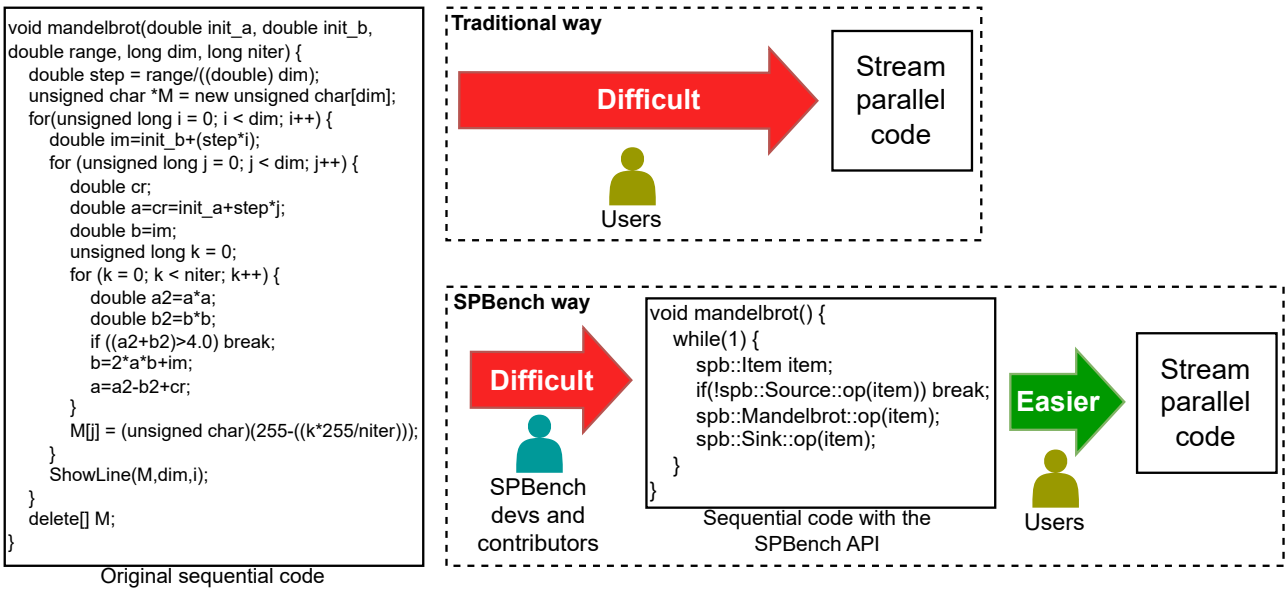 void mandelbrot(double init_a, double init_b,
double range, long dim, long niter) {
double step = range/((double) dim);
unsigned char *M = new unsigned char[dim];
for(unsigned long i = 0; i < dim; i++) {
double im=init_b+(step*i);
for (unsigned long j = 0; j < dim; j++) {
double cr;
double a=cr=init_a+step*j;
double b=im;
unsigned long k = 0;
for (k = 0; k < niter; k++) {
double a2=a*a;
double b2=b*b;
if ((a2+b2)>4.0) break;
b=2*a*b+im;
a=a2-b2+cr;
}
M[j] = (unsigned char)(255-((k*255/niter)));
}
ShowLine(M,dim,i);
}
delete[] M;
}
Original sequential code
Traditional way
Difficult
Users
Stream
parallel
code
SPBench way
Difficult
SPBench
devs and
contributors
void mandelbrot() {
while(1) {
spb::Item item;
if(!spb::Source::op(item)) break;
spb::Mandelbrot::op(item);
spb::Sink::op(item);
}
}
Sequential code with the
SPBench API
Easier
Users
Stream
parallel
code